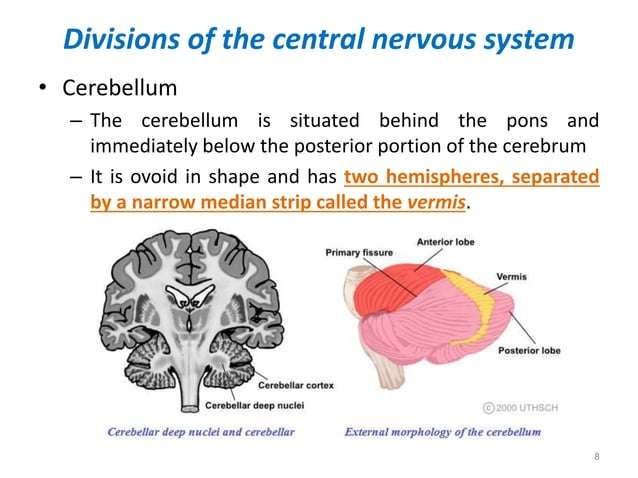 Divisions of the central nervous system
• Cerebellum
– The cerebellum is situated behind the pons and
immediately below the posterior portion of the cerebrum
– It is ovoid in shape and has two hemispheres, separated
by a narrow median strip called the vermis.
Anterior lobe
Primary fissure
Vermis
Posterior lobe
Cerebellar cortex
Cerebellar deep nuclei
©2000 UTHSCH
Cerebellar deep nuclei and cerebellar
External morphology of the cerebellum
8